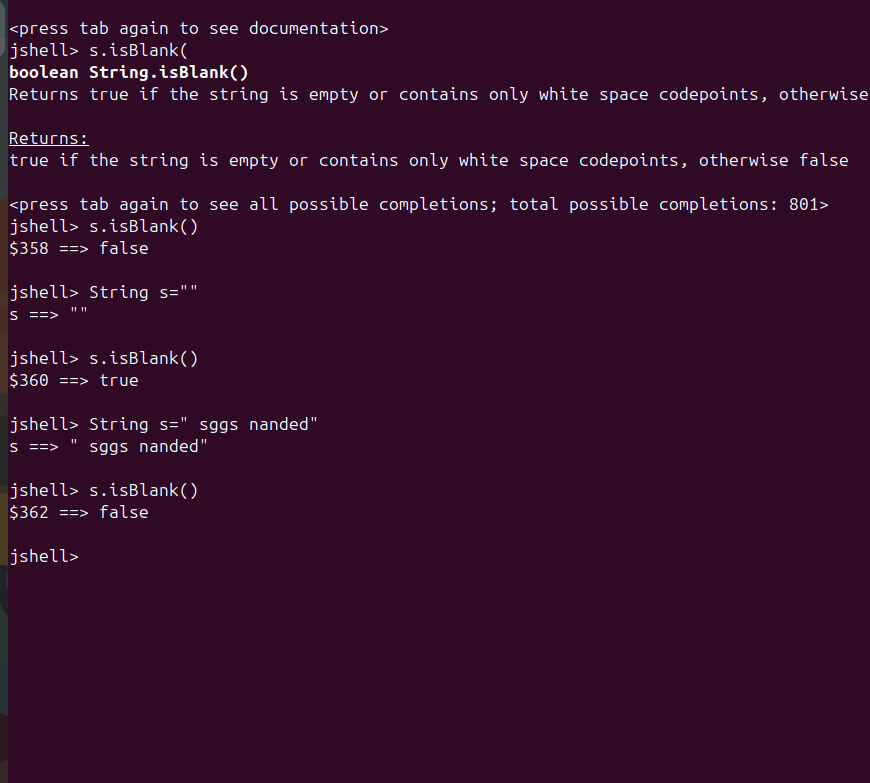 <press tab again to see documentation>
jshell> s.isBlank(
boolean String.isBlank()
Returns true if the string is empty or contains only white space codepoints, otherwise
Returns:
true if the string is empty or contains only white space codepoints, otherwise false
<press tab again to see all possible completions; total possible completions: 801>
jshell> s.isBlank()
$358 ==> false
jshell> String s=""
s ==> ""
jshell> s.isBlank()
$360 ==> true
jshell> String s=" sggs nanded"
s ==> " sggs nanded"
jshell> s.isBlank()
$362 ==> false
jshell>